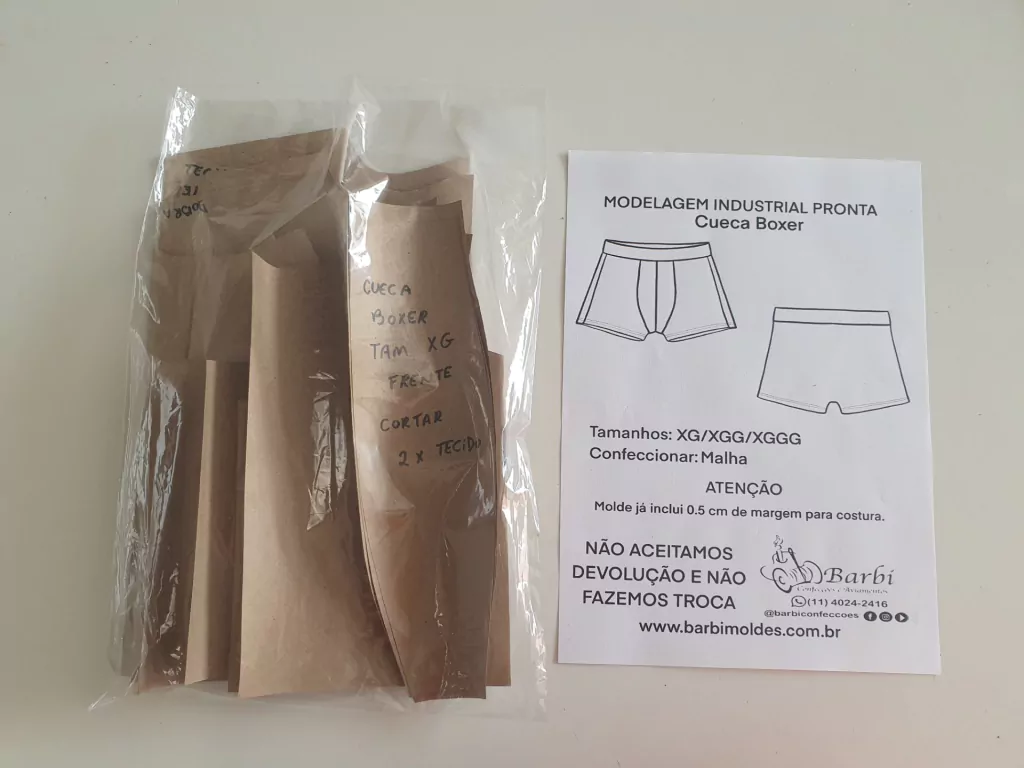 CUECA
BOXER
TAM XG
FRENTE
CORTAR
2 X TECIDO
MODELAGEM INDUSTRIAL PRONTA
Cueca Boxer
Tamanhos: XG/XGG/XGGG
Confeccionar: Malha
ATENÇÃO
Molde já inclui 0.5 cm de margem para costura.
NÃO ACEITAMOS
DEVOLUÇÃO E NÃO
FAZEMOS TROCA
Barbi
Confecções e Aviamentos
(11) 4024-2416
@barbiconfeccoes
www.barbimoldes.com.br